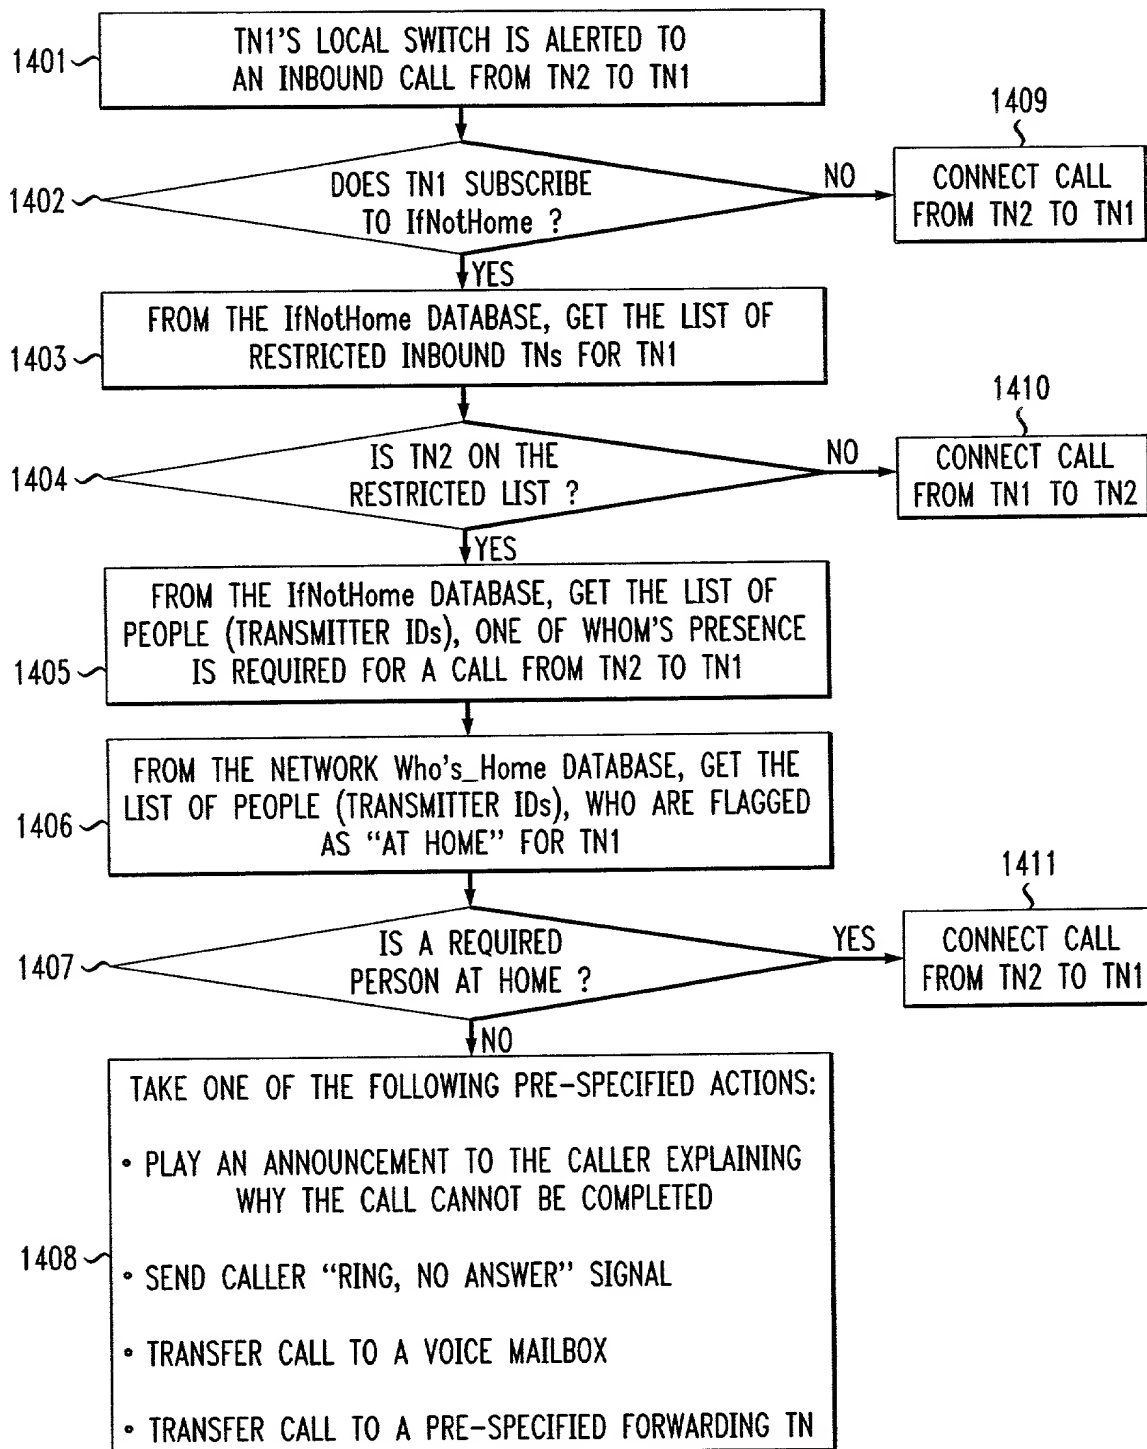 1401
TN1'S LOCAL SWITCH IS ALERTED TO
AN INBOUND CALL FROM TN2 TO TN1
1402
DOES TN1 SUBSCRIBE
TO IfNotHome ?
NO
1409
CONNECT CALL
FROM TN2 TO TN1
YES
1403
FROM THE IfNotHome DATABASE, GET THE LIST OF
RESTRICTED INBOUND TNs FOR TN1
1404
IS TN2 ON THE
RESTRICTED LIST ?
NO
1410
CONNECT CALL
FROM TN1 TO TN2
YES
1405
FROM THE IfNotHome DATABASE, GET THE LIST OF
PEOPLE (TRANSMITTER IDs), ONE OF WHOM'S PRESENCE
IS REQUIRED FOR A CALL FROM TN2 TO TN1
1406
FROM THE NETWORK Who's_Home DATABASE, GET THE
LIST OF PEOPLE (TRANSMITTER IDs), WHO ARE FLAGGED
AS “AT HOME” FOR TN1
1407
IS A REQUIRED
PERSON AT HOME ?
YES
1411
CONNECT CALL
FROM TN2 TO TN1
NO
1408
TAKE ONE OF THE FOLLOWING PRE-SPECIFIED ACTIONS:
• PLAY AN ANNOUNCEMENT TO THE CALLER EXPLAINING
WHY THE CALL CANNOT BE COMPLETED
• SEND CALLER “RING, NO ANSWER” SIGNAL
• TRANSFER CALL TO A VOICE MAILBOX
• TRANSFER CALL TO A PRE-SPECIFIED FORWARDING TN